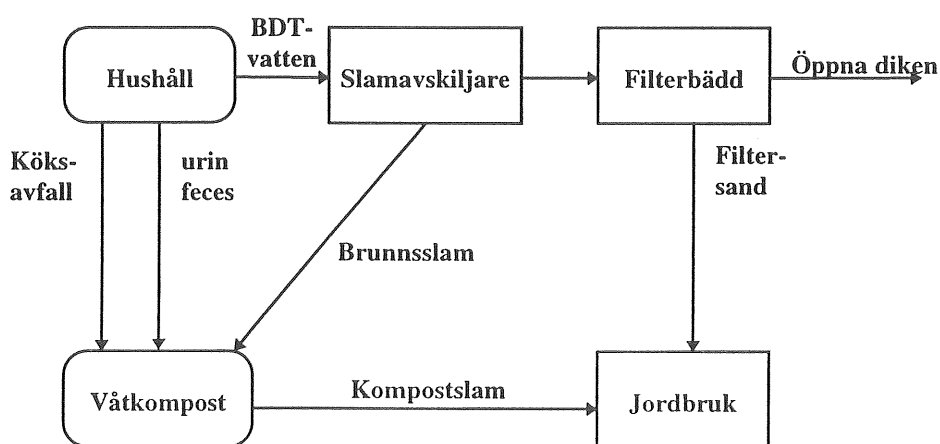 BDT-
vatten
Hushåll
Slamavskiljare
Filterbädd
Öppna diken
Köks-
avfall
urin
feces
Filter-
sand
Brunnsslam
Våtkompost
Kompostslam
Jordbruk